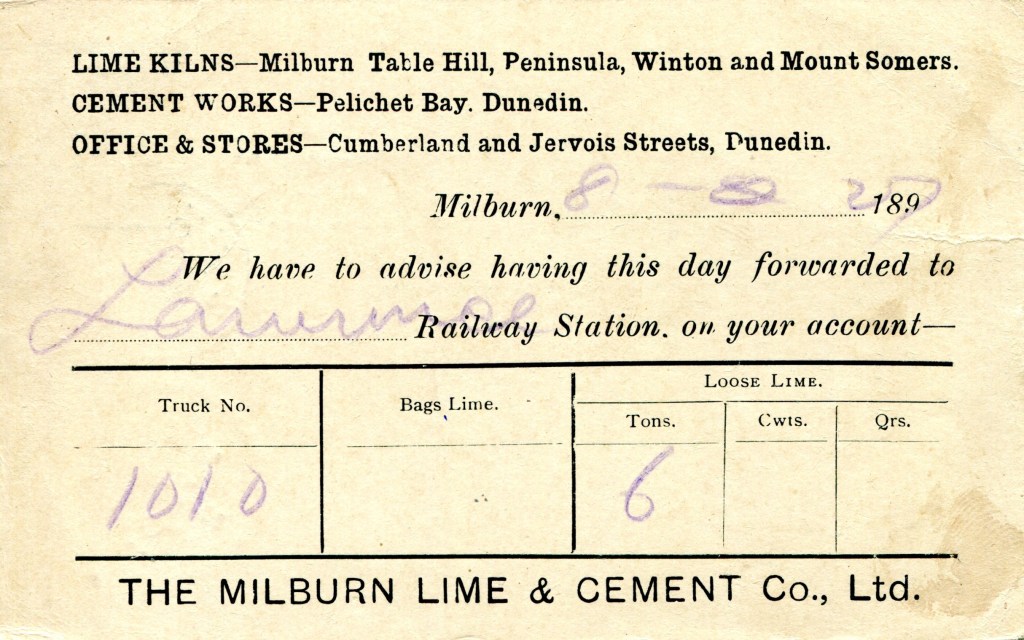 LIME KILNS—Milburn Table Hill, Peninsula, Winton and Mount Somers.
CEMENT WORKS—Pelichet Bay. Dunedin.
OFFICE & STORES—Cumberland and Jervois Streets, Dunedin.
Milburn, 8 — 189
We have to advise having this day forwarded to
Railway Station. on your account—
LOOSE LIME.
Truck No. Bags Lime. Tons. Cwts. Qrs.
1010 6
THE MILBURN LIME & CEMENT Co., Ltd.